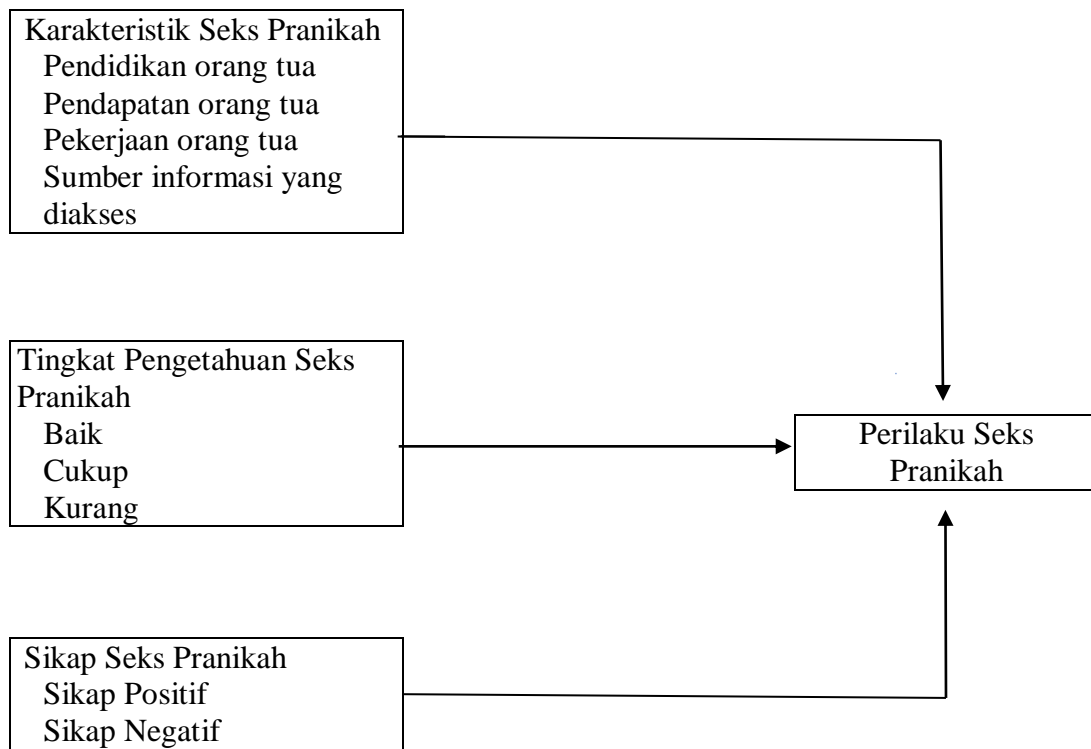 Karakteristik Seks Pranikah
Pendidikan orang tua
Pendapatan orang tua
Pekerjaan orang tua
Sumber informasi yang
diakses
Tingkat Pengetahuan Seks
Pranikah
Baik
Cukup
Kurang
Perilaku Seks
Pranikah
Sikap Seks Pranikah
Sikap Positif
Sikap Negatif